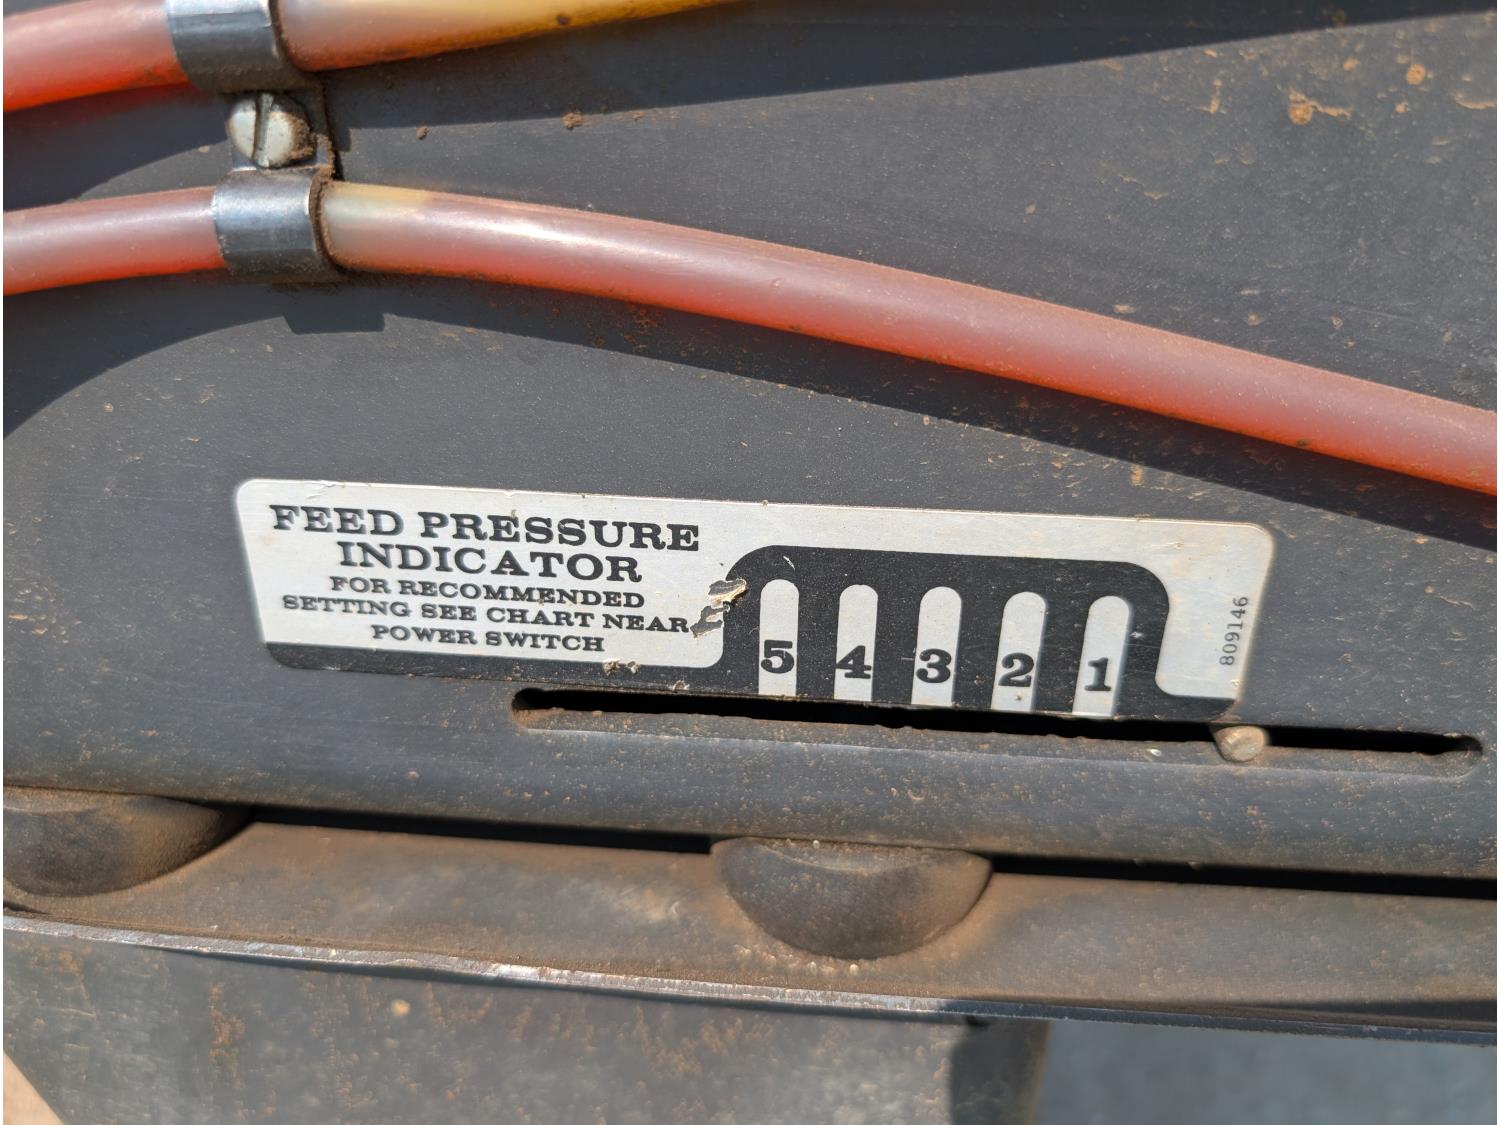 FEED PRESSURE
INDICATOR
FOR RECOMMENDED
SETTING SEE CHART NEAR
POWER SWITCH
5 4 3 2 1
809146